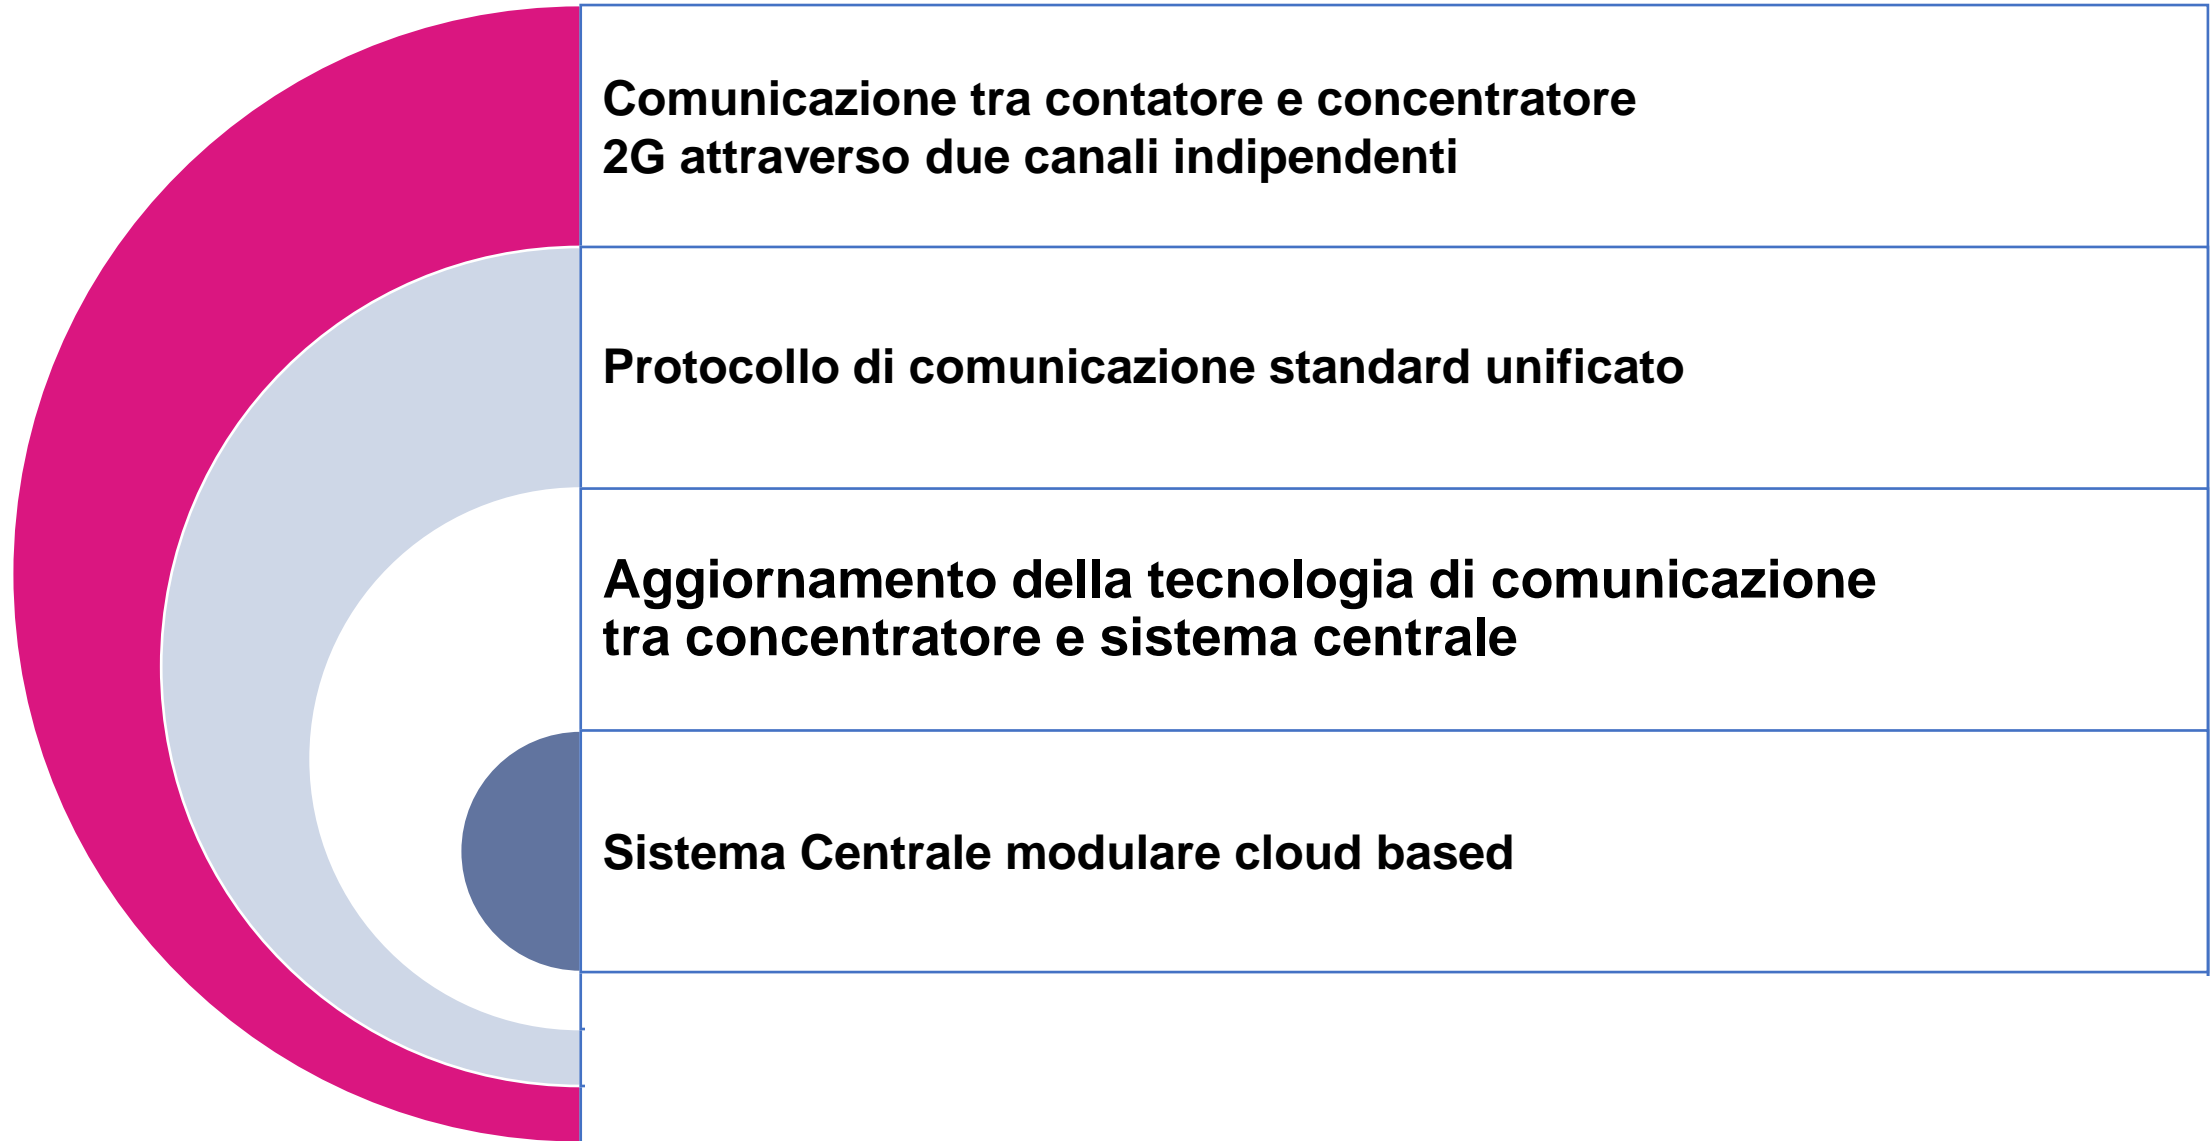 Comunicazione tra contatore e concentratore
2G attraverso due canali indipendenti
Protocollo di comunicazione standard unificato
Aggiornamento della tecnologia di comunicazione
tra concentratore e sistema centrale
Sistema Centrale modulare cloud based